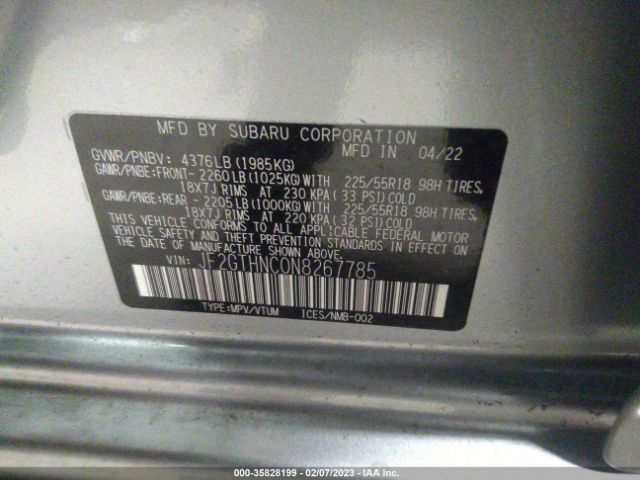 MFD BY SUBARU CORPORATION
MFD IN 04/22
GVWR/PNBV: 4376LB(1985KG)
GAWR/PNBE:FRONT- 2260LB(1025KG)WITH 225/55R18 98H TIRES,
18X7J RIMS AT 230 KPA(33 PSI)COLD
GAWR/PNBE:REAR - 2205LB(1000KG)WITH 225/55R18 98H TIRES,
18X7J RIMS AT 220 KPA(32 PSI)COLD
THIS VEHICLE CONFORMS TO ALL APPLICABLE FEDERAL MOTOR
VEHICLE SAFETY AND THEFT PREVENTION STANDARDS
IN EFFECT ON THE DATE OF MANUFACTURE SHOWN
ABOVE.
VIN: JF2GTHNC0N8267785
TYPE:MPV/VTUM ICES/NMB-002
000-35828199 — 02/07/2023 — IAA Inc.